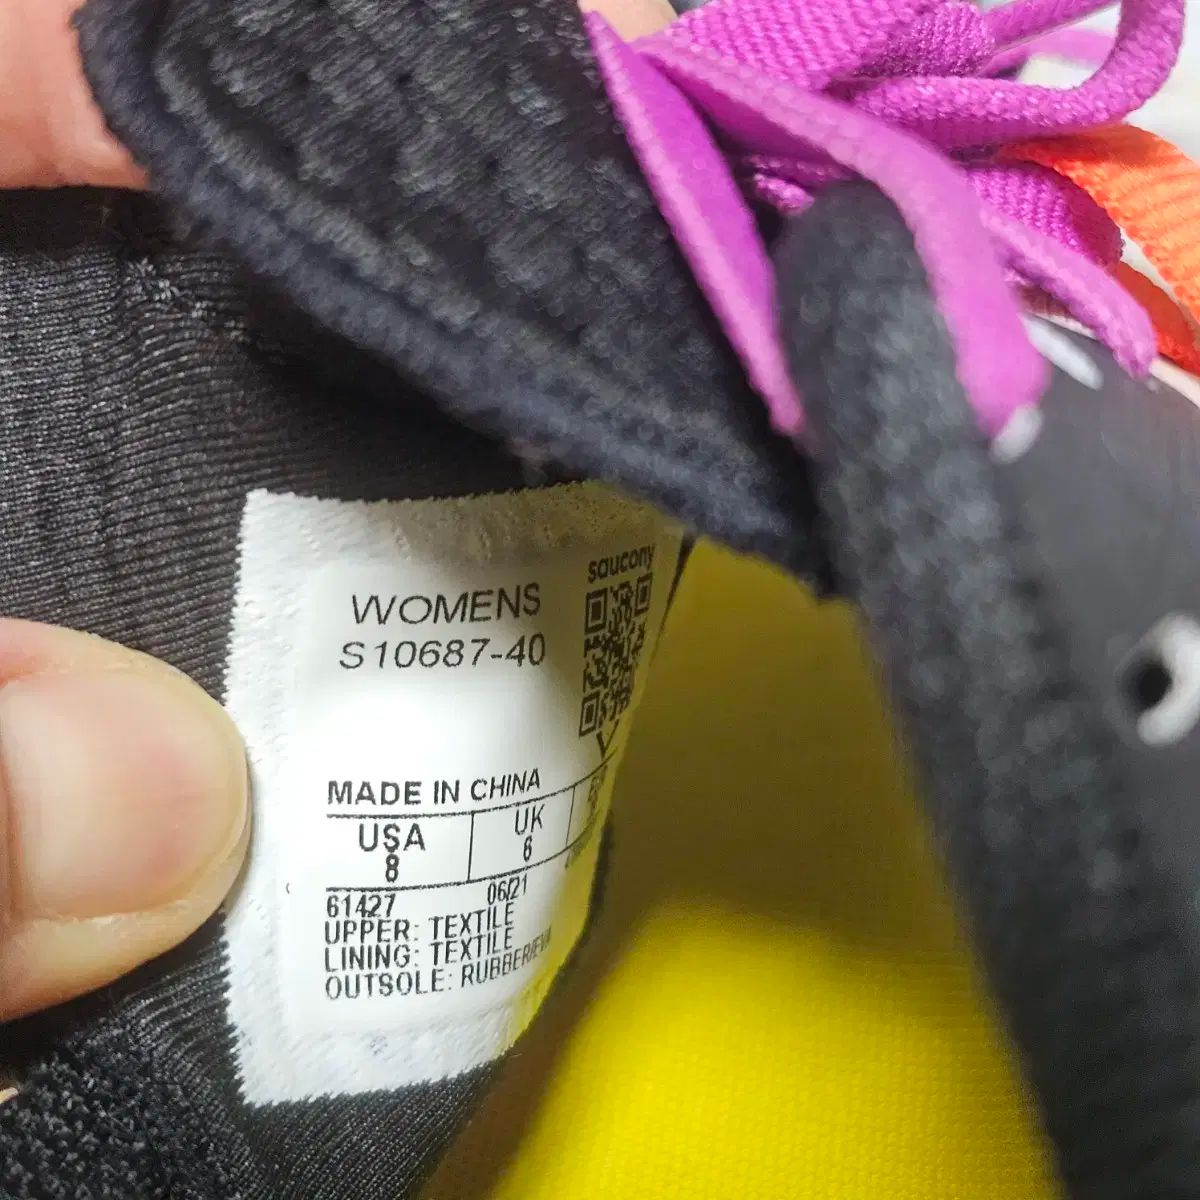 saucony
WOMENS
S10687-40
MADE IN CHINA
USA UK
8 6
61427 06/21
UPPER: TEXTILE
LINING: TEXTILE
OUTSOLE: RUBBER/EVA